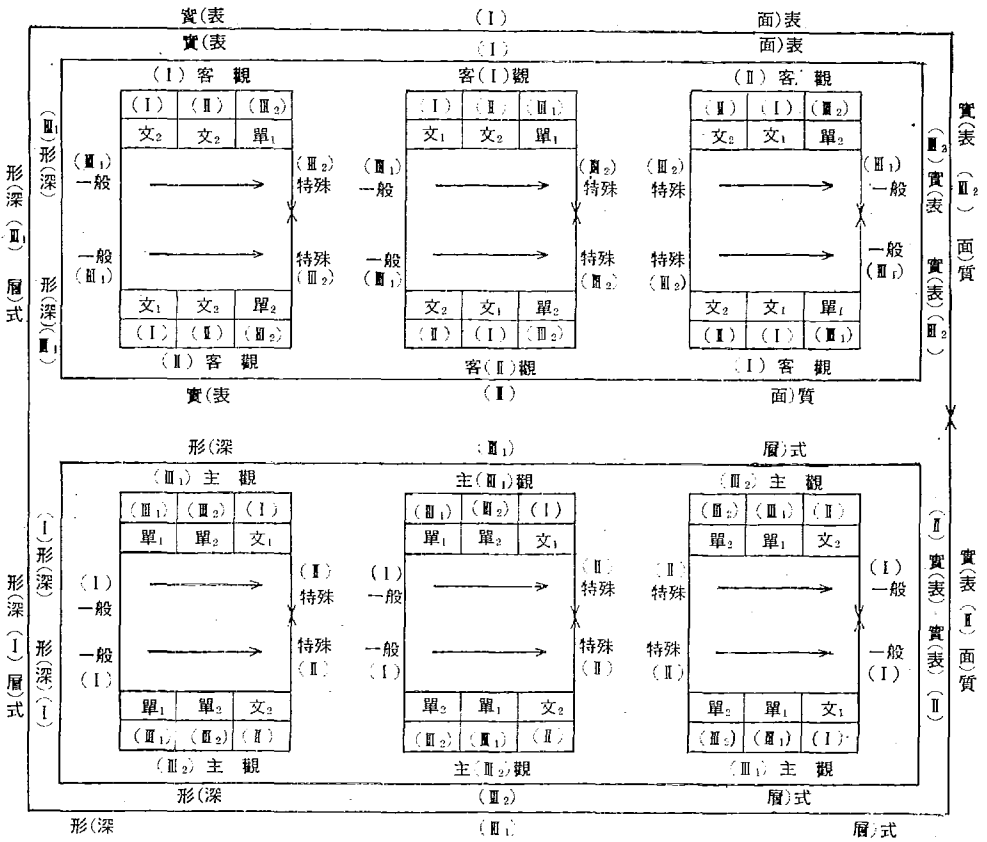 實(表 (Ⅰ) 面)表
實(表 (Ⅰ) 面)表
(Ⅰ) 客 觀 客(Ⅰ)觀 (Ⅱ) 客 觀
(Ⅰ) (Ⅱ) (Ⅲ₂) (Ⅰ) (Ⅱ) (Ⅲ₁) (Ⅱ) (Ⅰ) (Ⅲ₂)
文₂ 文₂ 單₁ 文₁ 文₂ 單₁ 文₂ 文₁ 單₂
(Ⅲ₁) (Ⅲ₂) (Ⅲ₁) (Ⅲ₂) (Ⅲ₂) (Ⅲ₁)
一般 特殊 一般 特殊 特殊 一般
一般 特殊 一般 特殊 特殊 一般
(Ⅲ₁) (Ⅲ₂) (Ⅲ₁) (Ⅲ₂) (Ⅲ₂) (Ⅲ₁)
文₁ 文₂ 單₂ 文₂ 文₁ 單₂ 文₂ 文₁ 單₁
(Ⅰ) (Ⅱ) (Ⅲ₂) (Ⅱ) (Ⅰ) (Ⅲ₂) (Ⅱ) (Ⅰ) (Ⅲ₁)
(Ⅱ) 客 觀 客(Ⅱ)觀 (Ⅰ) 客 觀
實(表 (Ⅱ) 面)質
形(深 (Ⅲ₁) 層)式
(Ⅲ₁) 主 觀 主(Ⅲ₁)觀 (Ⅲ₂) 主 觀
(Ⅲ₁) (Ⅲ₂) (Ⅰ) (Ⅲ₁) (Ⅲ₂) (Ⅰ) (Ⅲ₂) (Ⅲ₁) (Ⅱ)
單₁ 單₂ 文₁ 單₁ 單₂ 文₁ 單₂ 單₁ 文₂
(Ⅰ) (Ⅱ) (Ⅰ) (Ⅱ) (Ⅱ) (Ⅰ)
一般 特殊 一般 特殊 特殊 一般
一般 特殊 一般 特殊 特殊 一般
(Ⅰ) (Ⅱ) (Ⅰ) (Ⅱ) (Ⅱ) (Ⅰ)
單₁ 單₂ 文₂ 單₂ 單₁ 文₂ 單₂ 單₁ 文₁
(Ⅲ₁) (Ⅲ₂) (Ⅱ) (Ⅲ₂) (Ⅲ₁) (Ⅱ) (Ⅲ₂) (Ⅲ₁) (Ⅰ)
(Ⅲ₂) 主 觀 主(Ⅲ₂)觀 (Ⅲ₁) 主 觀
形(深 (Ⅲ₂) 層)式
形(深 (Ⅲ₁) 層)式
形(深(Ⅲ₁)層)式
(Ⅲ₁)形(深)
形(深)(Ⅲ₁)
實(表)
實(表)(Ⅲ₂)
實(表(Ⅲ₂)面)質
形(深(Ⅰ)層)式
(Ⅰ)形(深)
形(深)(Ⅰ)
(Ⅱ)實(表)
實(表)(Ⅱ)
實(表(Ⅱ)面)質